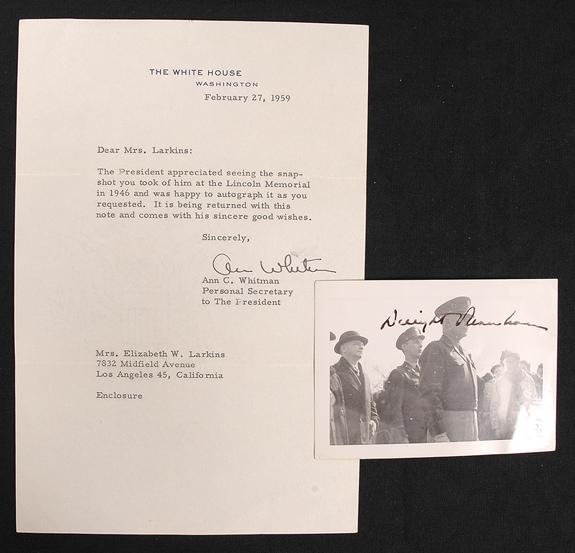 THE WHITE HOUSE
WASHINGTON
February 27, 1959
Dear Mrs. Larkins:
The President appreciated seeing the snap-
shot you took of him at the Lincoln Memorial
in 1946 and was happy to autograph it as you
requested. It is being returned with this
note and comes with his sincere good wishes.
Sincerely,
Ann Whitman
Ann C. Whitman
Personal Secretary
to The President
Dwight Eisenhower
Mrs. Elizabeth W. Larkins
7832 Midfield Avenue
Los Angeles 45, California
Enclosure